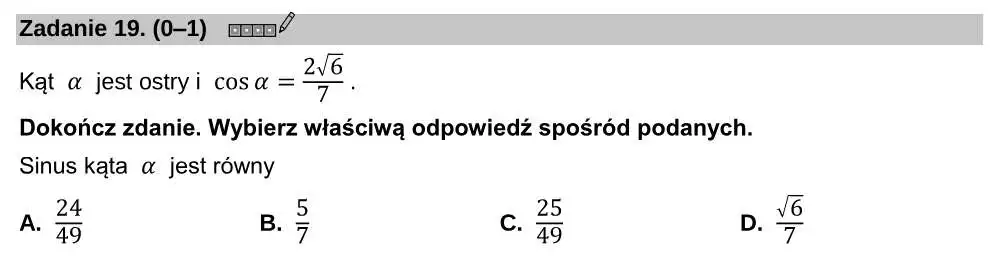 Zadanie 19. (0–1)
Kąt α jest ostry i cos α = 2√6/7 .
Dokończ zdanie. Wybierz właściwą odpowiedź spośród podanych.
Sinus kąta α jest równy
A. 24/49 B. 5/7 C. 25/49 D. √6/7